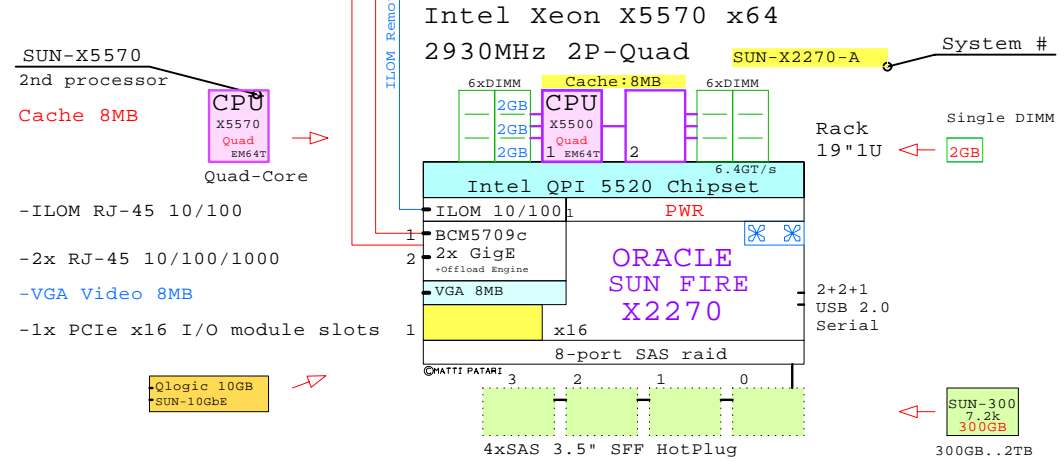 Intel Xeon X5570 x64
2930MHz 2P-Quad
SUN-X2270-A
System #
SUN-X5570
2nd processor
Cache 8MB
CPU
X5570
Quad
EM64T
Quad-Core
ILOM Remo
6xDIMM
Cache:8MB
6xDIMM
2GB
2GB
2GB
CPU
X5500
Quad
1 EM64T
2
Rack
19"1U
Single DIMM
2GB
6.4GT/s
Intel QPI 5520 Chipset
-ILOM RJ-45 10/100
ILOM 10/100
1
PWR
-2x RJ-45 10/100/1000
1
2
BCM5709c
2x GigE
+Offload Engine
ORACLE
SUN FIRE
X2270
-VGA Video 8MB
VGA 8MB
2+2+1
USB 2.0
Serial
-1x PCIe x16 I/O module slots
1
x16
8-port SAS raid
©MATTI PATARI
Qlogic 10GB
SUN-10GbE
3 2 1 0
SUN-300
7.2k
300GB
4xSAS 3.5" SFF HotPlug
300GB..2TB